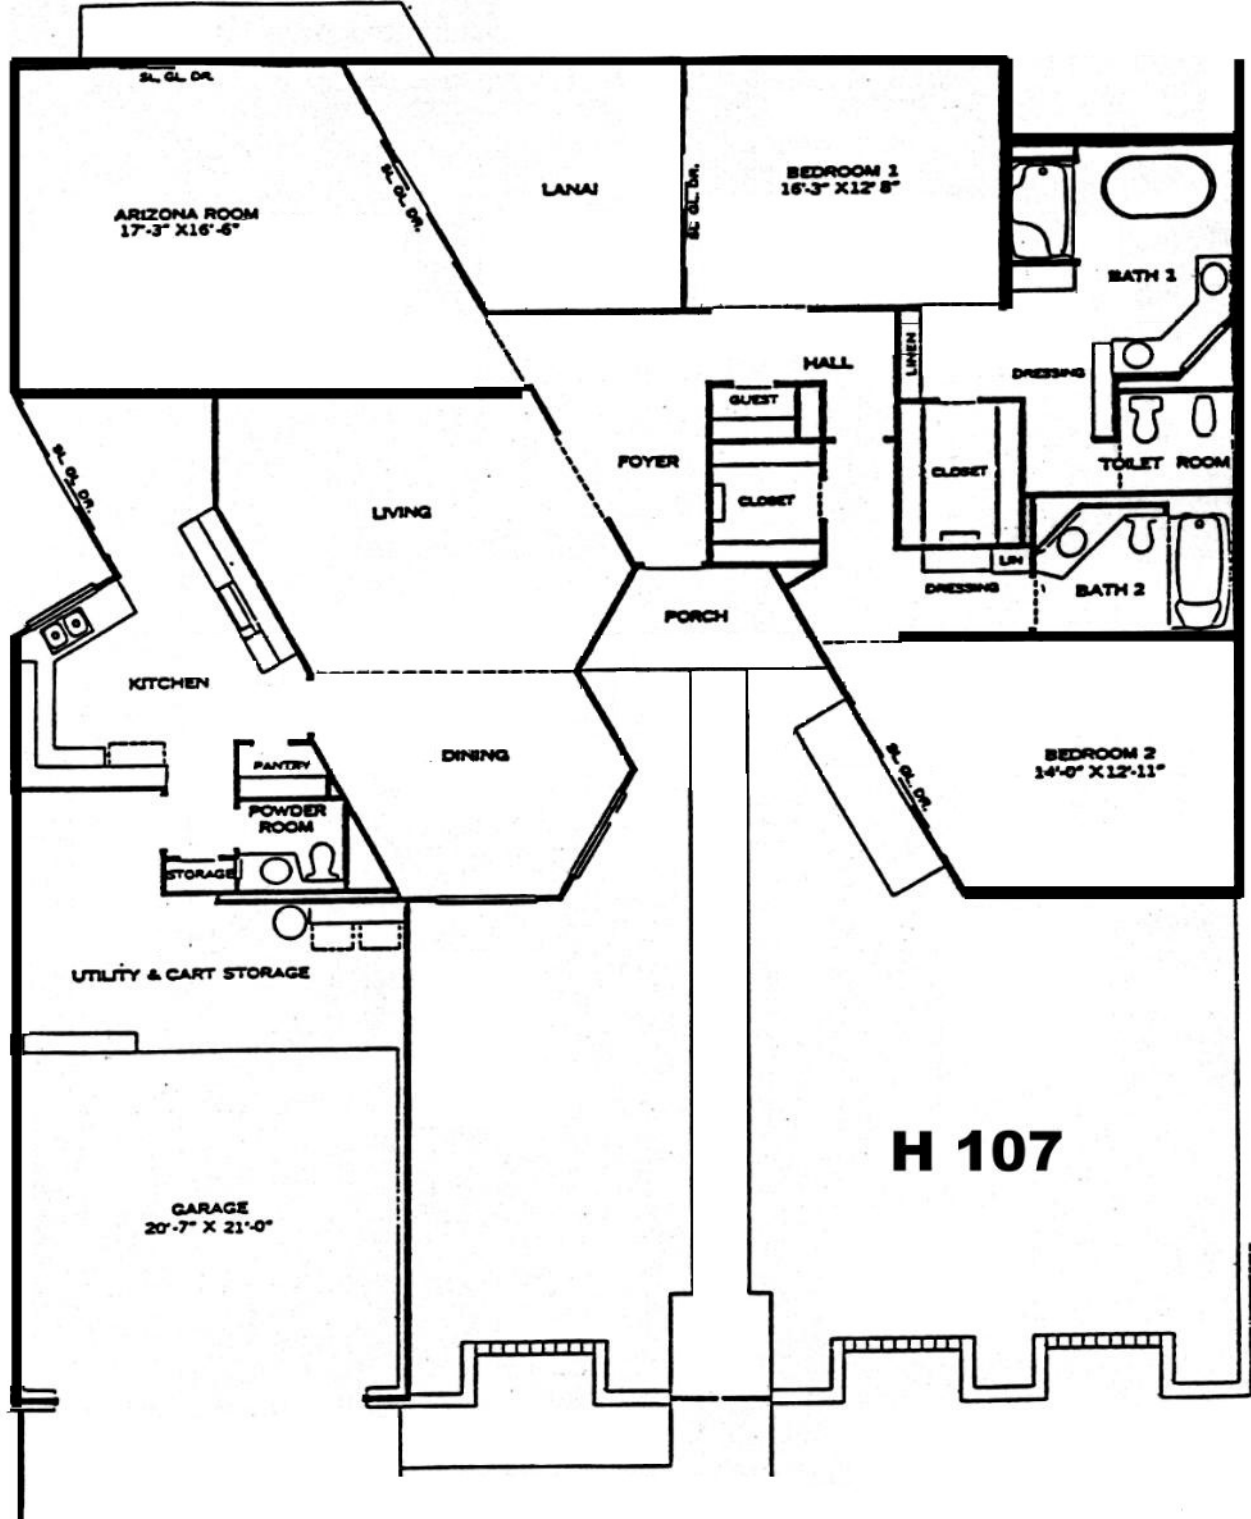 SL. GL. DR.
ARIZONA ROOM
17'-3" X16'-6"
SL. GL. DR.
LANAI
SL. GL. DR.
BEDROOM 1
16'-3" X12' 8"
BATH 1
HALL
LINEN
DRESSING
GUEST
FOYER
CLOSET
CLOSET
TOILET ROOM
SL. GL. DR.
LIVING
LIN
DRESSING
BATH 2
PORCH
KITCHEN
DINING
PANTRY
POWDER
ROOM
STORAGE
SL. GL. DR.
BEDROOM 2
14'-0" X12'-11"
UTILITY & CART STORAGE
H 107
GARAGE
20'-7" X 21'-0"